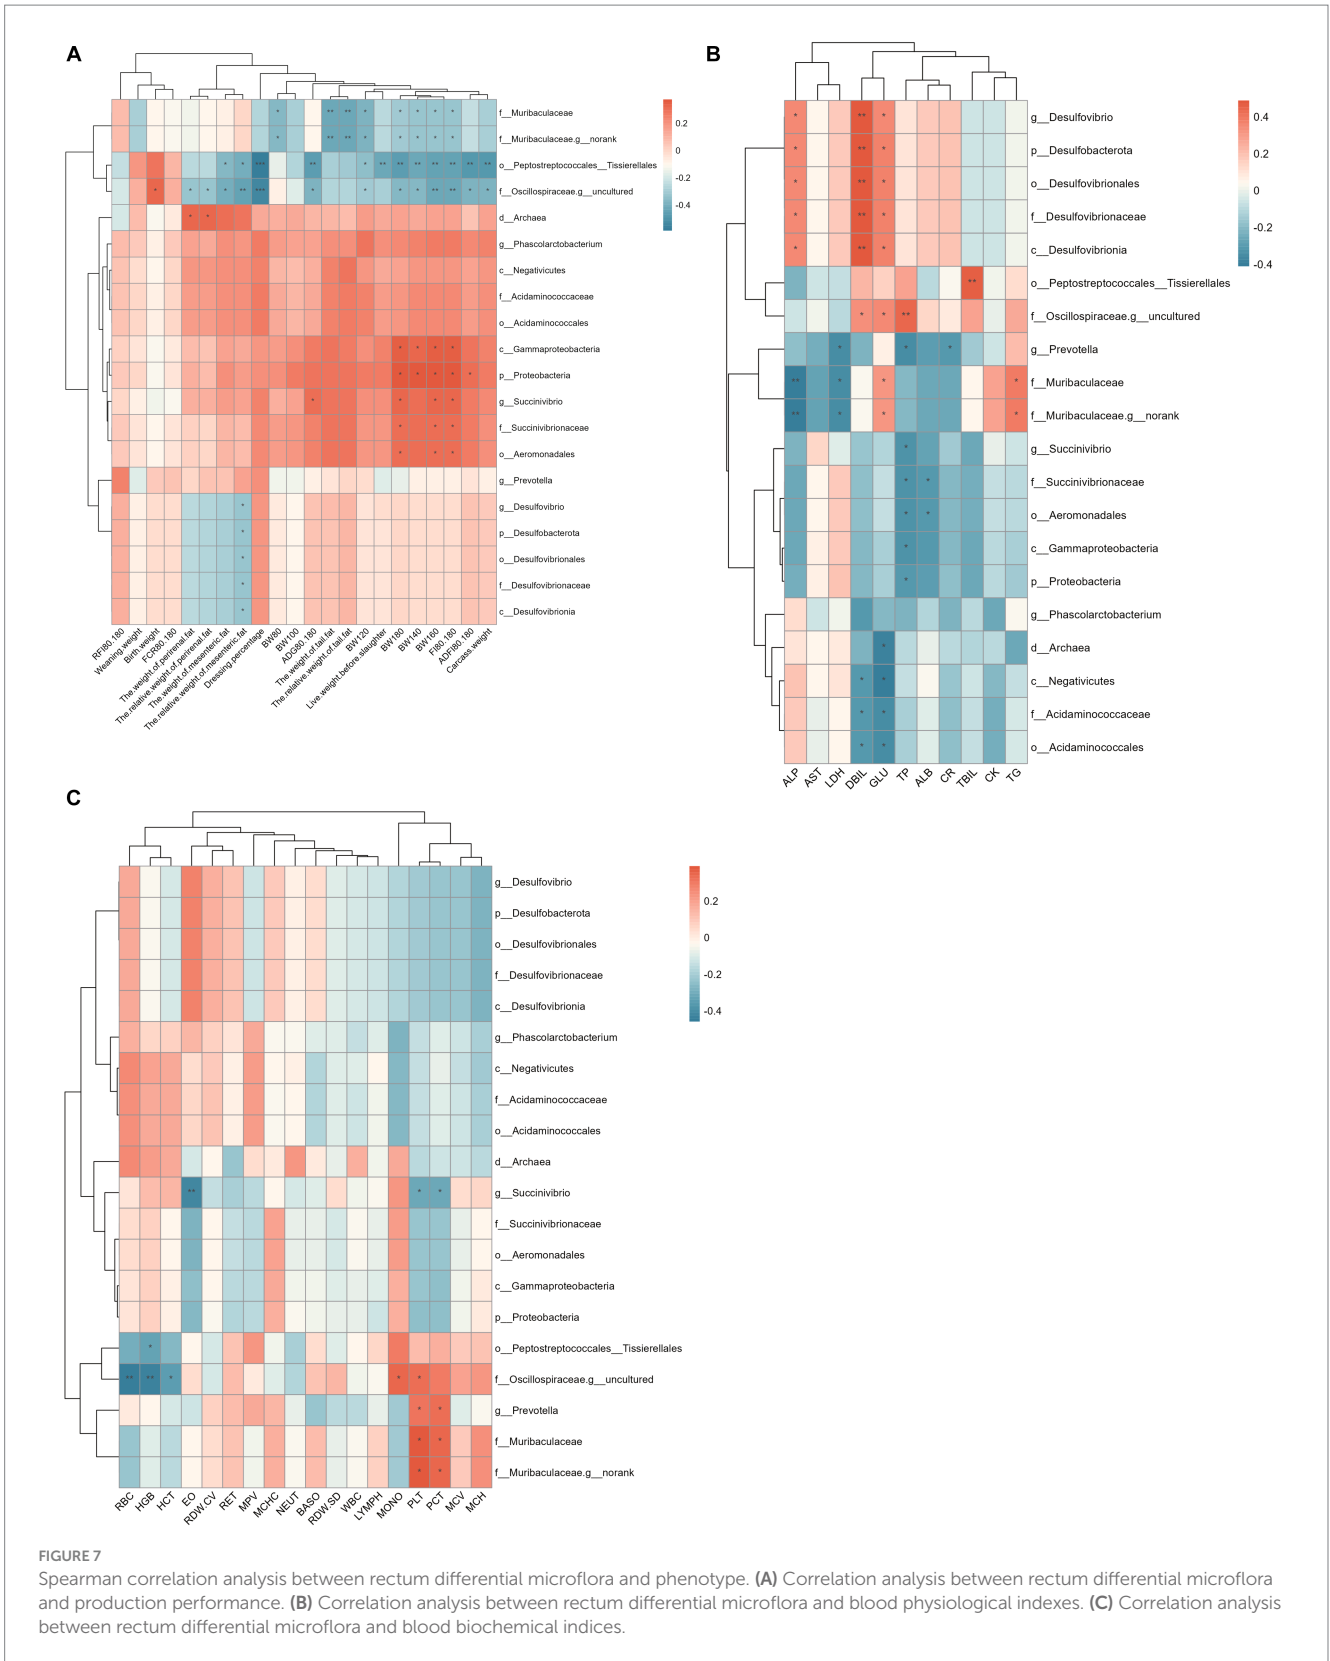 A
f__Muribaculaceae
f__Muribaculaceae.g__norank
o__Peptostreptococcales__Tissierellales
f__Oscillospiraceae.g__uncultured
d__Archaea
g__Phascolarctobacterium
c__Negativicutes
f__Acidaminococcaceae
o__Acidaminococcales
c__Gammaproteobacteria
p__Proteobacteria
g__Succinivibrio
f__Succinivibrionaceae
o__Aeromonadales
g__Prevotella
g__Desulfovibrio
p__Desulfobacterota
o__Desulfovibrionales
f__Desulfovibrionaceae
c__Desulfovibrionia
0.2
0
-0.2
-0.4
RFI80.180
Weaning.weight
Birth.weight
FCR80.180
The.weight.of.perirenal.fat
The.relative.weight.of.perirenal.fat
The.weight.of.mesenteric.fat
The.relative.weight.of.mesenteric.fat
Dressing.percentage
BW80
BW100
ADG80.180
The.weight.of.tail.fat
The.relative.weight.of.tail.fat
BW120
Live.weight.before.slaughter
BW180
BW140
BW160
FI80.180
ADFI80.180
Carcass.weight
B
g__Desulfovibrio
p__Desulfobacterota
o__Desulfovibrionales
f__Desulfovibrionaceae
c__Desulfovibrionia
o__Peptostreptococcales__Tissierellales
f__Oscillospiraceae.g__uncultured
g__Prevotella
f__Muribaculaceae
f__Muribaculaceae.g__norank
g__Succinivibrio
f__Succinivibrionaceae
o__Aeromonadales
c__Gammaproteobacteria
p__Proteobacteria
g__Phascolarctobacterium
d__Archaea
c__Negativicutes
f__Acidaminococcaceae
o__Acidaminococcales
0.4
0.2
0
-0.2
-0.4
ALP
AST
LDH
DBIL
GLU
TP
ALB
CR
TBIL
CK
TG
C
g__Desulfovibrio
p__Desulfobacterota
o__Desulfovibrionales
f__Desulfovibrionaceae
c__Desulfovibrionia
g__Phascolarctobacterium
c__Negativicutes
f__Acidaminococcaceae
o__Acidaminococcales
d__Archaea
g__Succinivibrio
f__Succinivibrionaceae
o__Aeromonadales
c__Gammaproteobacteria
p__Proteobacteria
o__Peptostreptococcales__Tissierellales
f__Oscillospiraceae.g__uncultured
g__Prevotella
f__Muribaculaceae
f__Muribaculaceae.g__norank
0.2
0
-0.2
-0.4
RBC
HGB
HCT
EO
RDW.CV
RET
MPV
MCHC
NEUT
BASO
RDW.SD
WBC
LYMPH
MONO
PLT
PCT
MCV
MCH
FIGURE 7
Spearman correlation analysis between rectum differential microflora and phenotype. (A) Correlation analysis between rectum differential microflora
and production performance. (B) Correlation analysis between rectum differential microflora and blood physiological indexes. (C) Correlation analysis
between rectum differential microflora and blood biochemical indices.